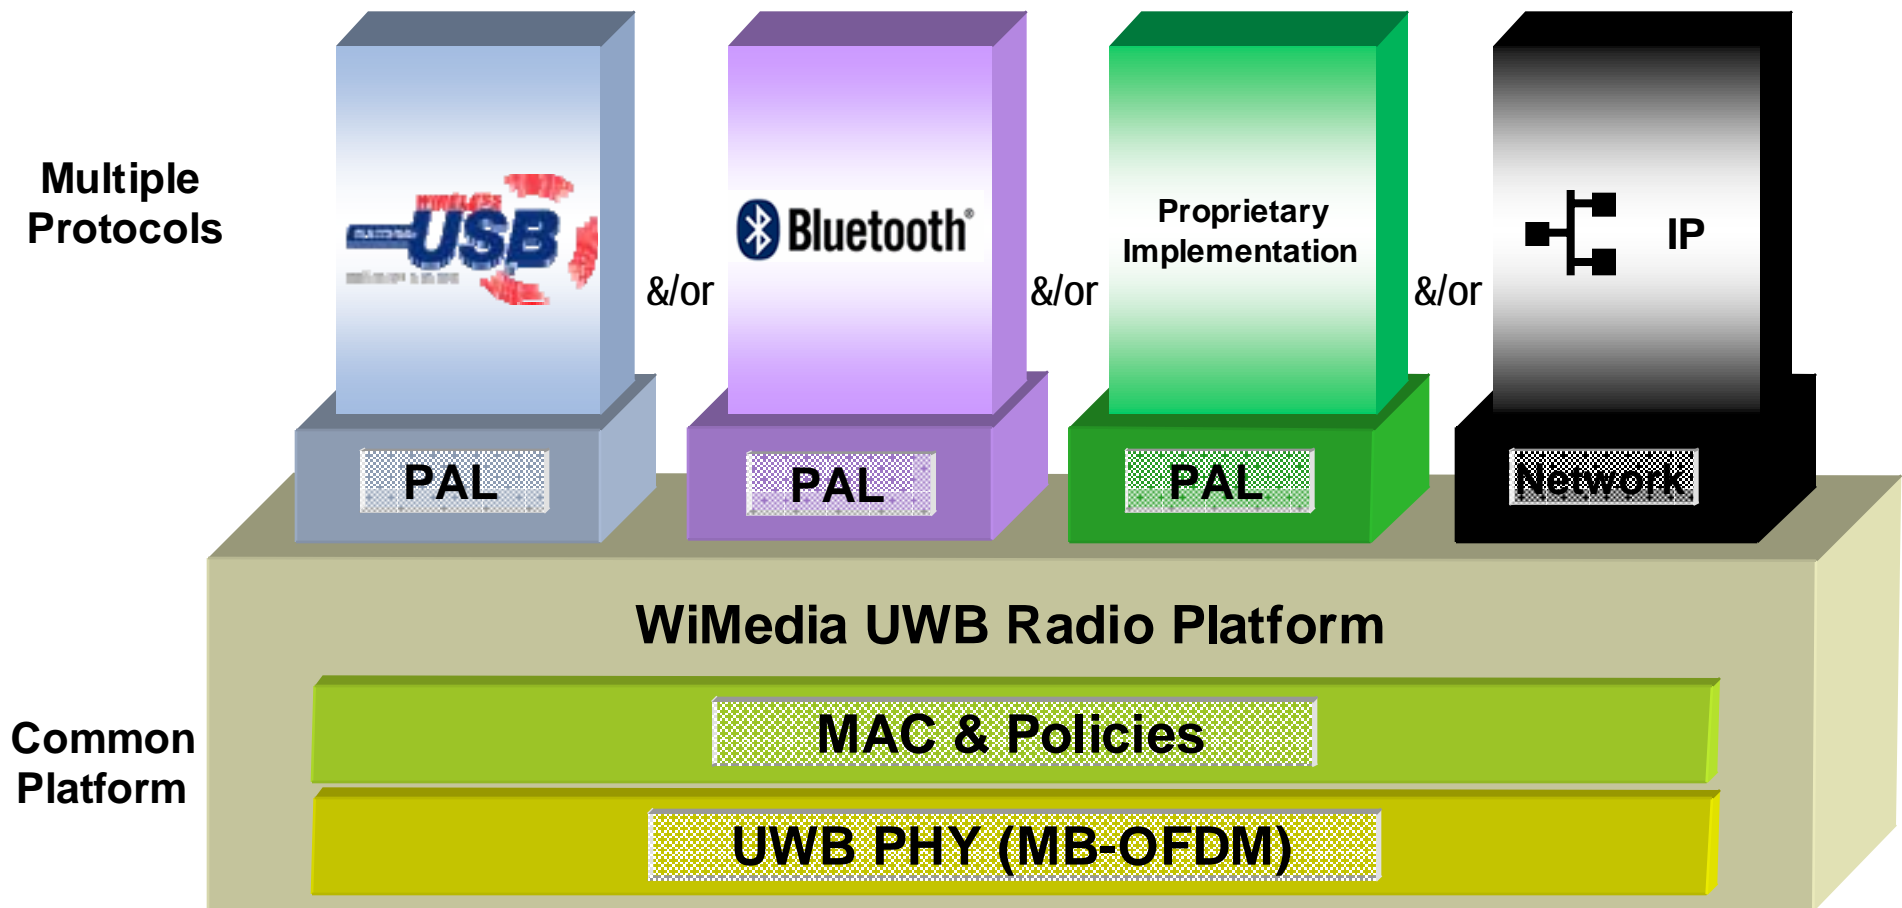 Multiple
Protocols
WIRELESS
USB
&/or
Bluetooth®
&/or
Proprietary
Implementation
&/or
IP
PAL
PAL
PAL
Network
WiMedia UWB Radio Platform
Common
Platform
MAC & Policies
UWB PHY (MB-OFDM)